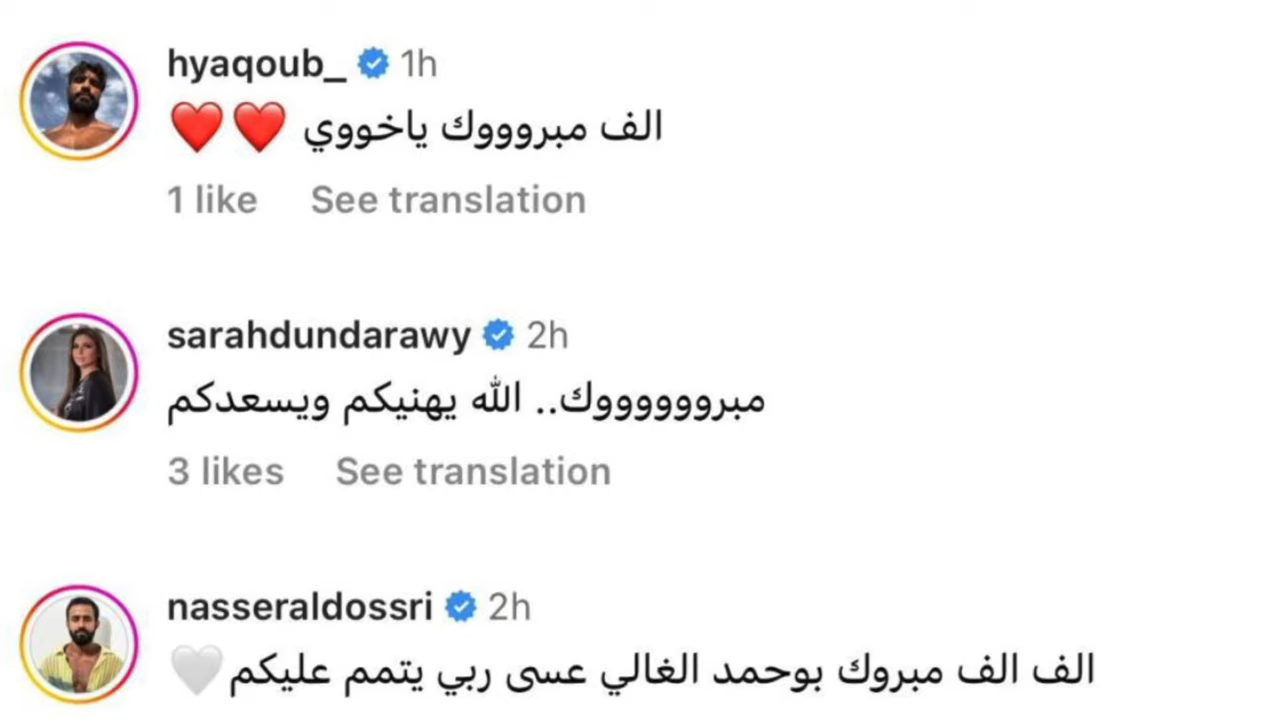 hyaqoub_ 1h
الف مبروووك ياخووي ❤️❤️
1 like See translation
sarahdundarawy 2h
مبرووووووك.. الله يهنيكم ويسعدكم
3 likes See translation
nasseraldossri 2h
الف الف مبروك بوحمد الغالي عسى ربي يتمم عليكم🤍